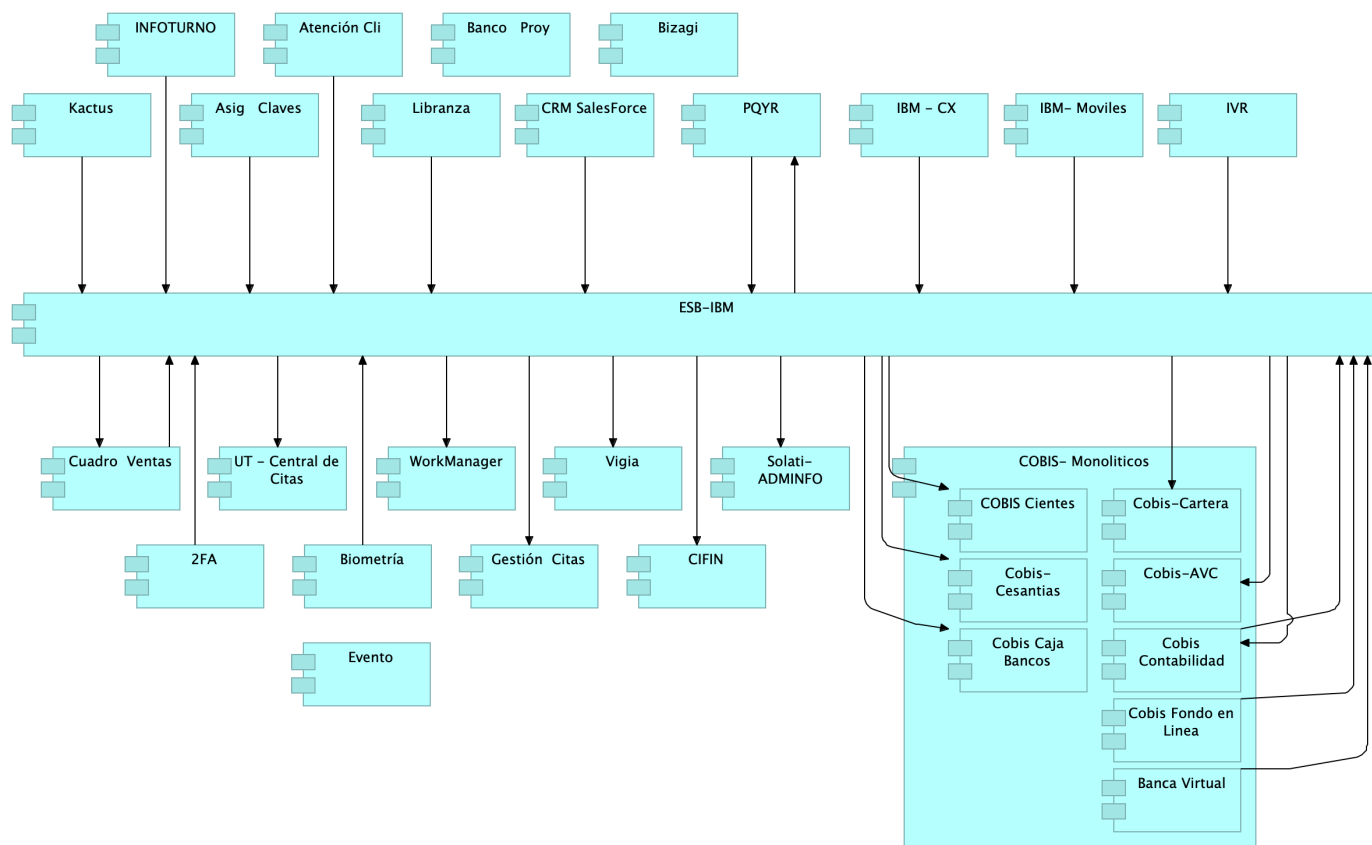 INFOTURNO
Atención Cli
Banco Proy
Bizagi
Kactus
Asig Claves
Libranza
CRM SalesForce
PQYR
IBM - CX
IBM- Moviles
IVR
ESB-IBM
Cuadro Ventas
UT - Central de
Citas
WorkManager
Vigia
Solati-
ADMINFO
COBIS- Monoliticos
COBIS Cientes
Cobis-Cartera
2FA
Biometría
Gestión Citas
CIFIN
Cobis-
Cesantias
Cobis-AVC
Evento
Cobis Caja
Bancos
Cobis
Contabilidad
Cobis Fondo en
Linea
Banca Virtual